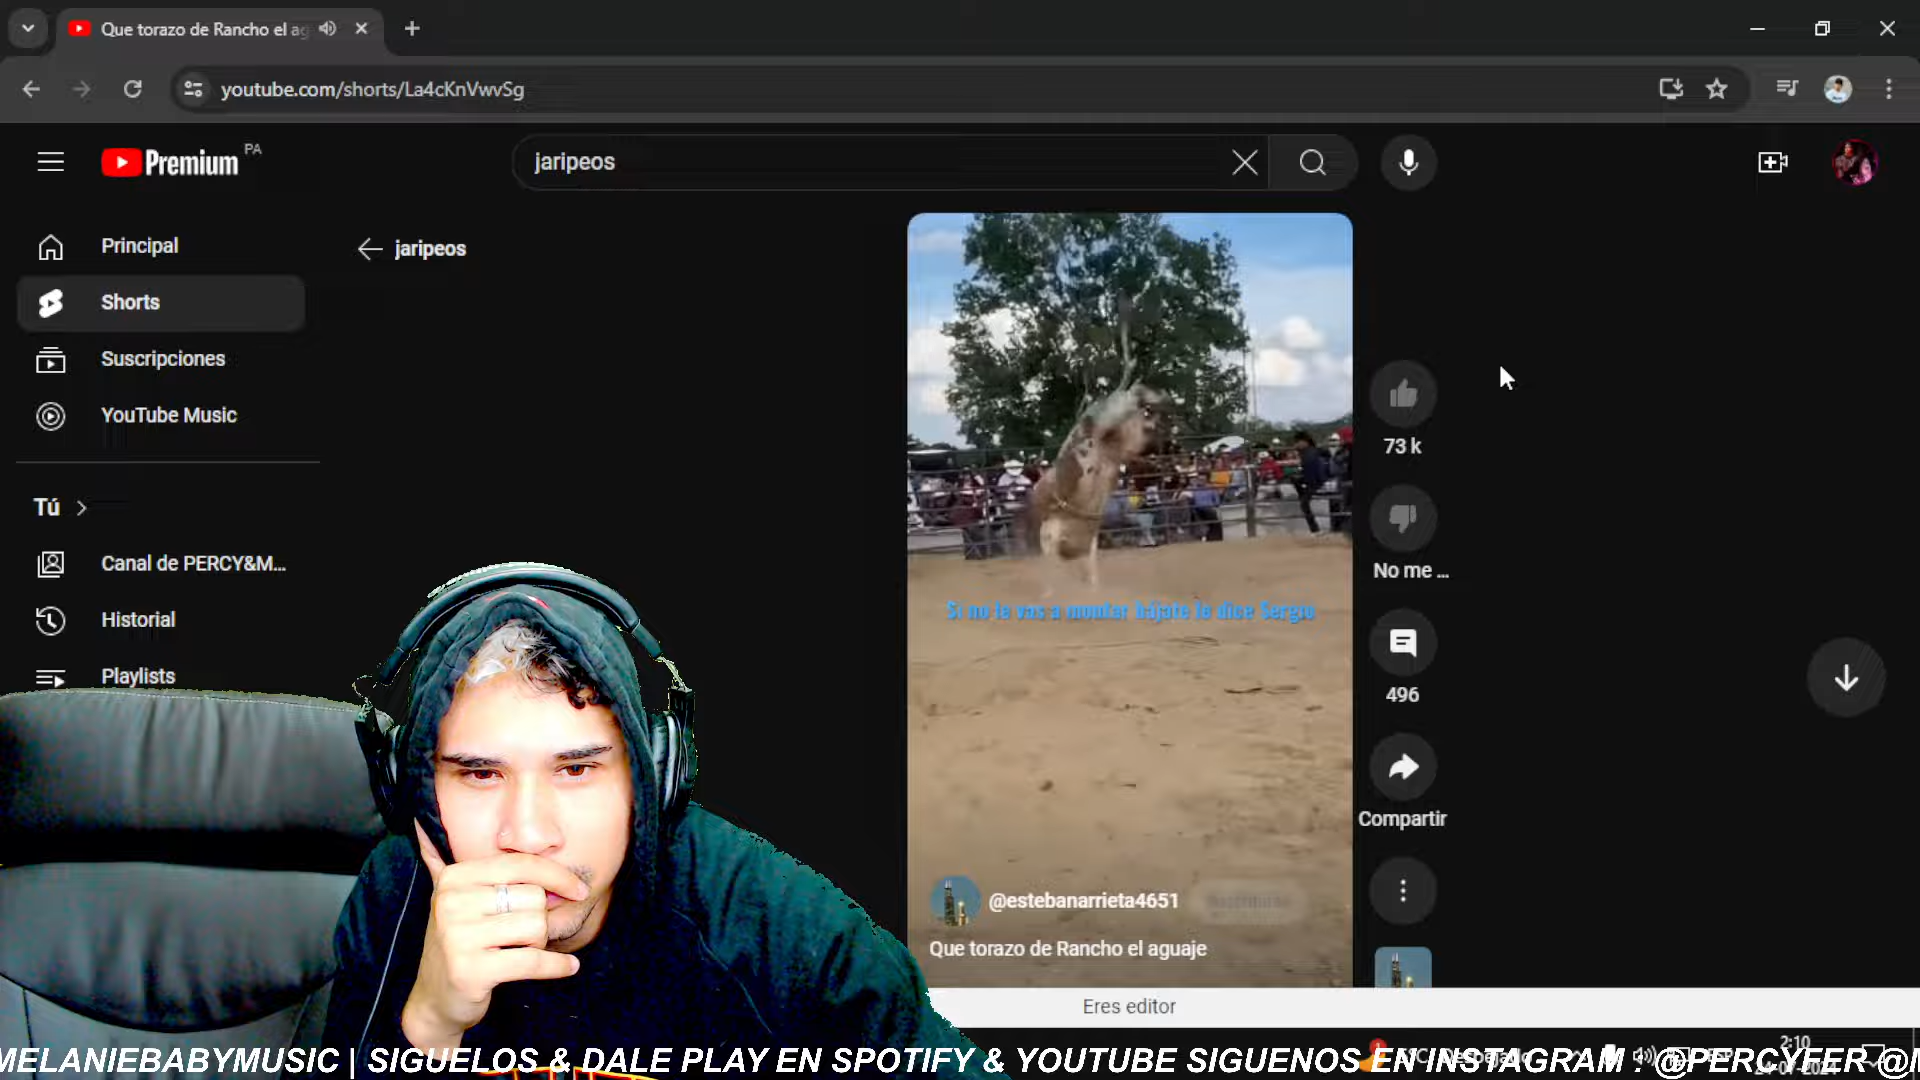 Que torazo de Rancho el ag
youtube.com/shorts/La4cKnVwvSg
Premium PA
jaripeos
Principal
Shorts
Suscripciones
YouTube Music
Tú
Canal de PERCY&M...
Historial
Playlists
jaripeos
Si no le vas a montar bájate le dice Sergio
73 k
No me ...
496
Compartir
@estebanarrieta4651
Que torazo de Rancho el aguaje
Eres editor
2:10
MELANIEBABYMUSIC | SIGUELOS & DALE PLAY EN SPOTIFY & YOUTUBE SIGUENOS EN INSTAGRAM : @PERCYFER @